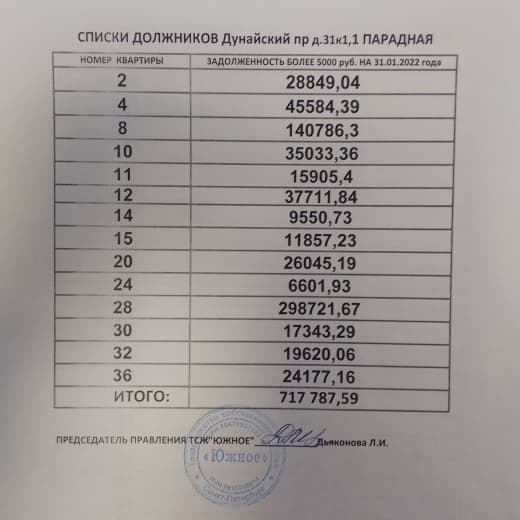 СПИСКИ ДОЛЖНИКОВ Дунайский пр д.31к1,1 ПАРАДНАЯ
НОМЕР КВАРТИРЫ ЗАДОЛЖЕННОСТЬ БОЛЕЕ 5000 руб. НА 31.01.2022 года
2 28849,04
4 45584,39
8 140786,3
10 35033,36
11 15905,4
12 37711,84
14 9550,73
15 11857,23
20 26045,19
24 6601,93
28 298721,67
30 17343,29
32 19620,06
36 24177,16
ИТОГО: 717 787,59
ПРЕДСЕДАТЕЛЬ ПРАВЛЕНИЯ ТСЖ"ЮЖНОЕ" Дьяконова Л.И.
«Южное»
Санкт-Петербург